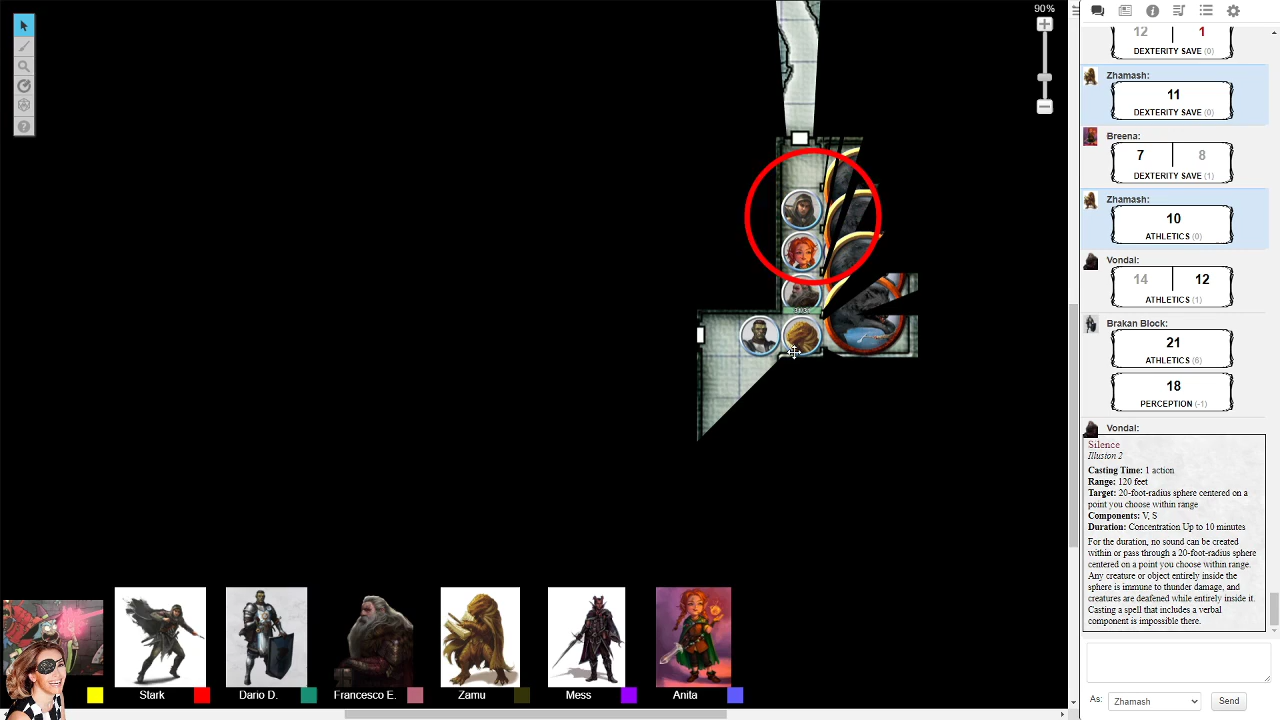 90%
12 1
DEXTERITY SAVE (0)
Zhamash:
11
DEXTERITY SAVE (0)
Breena:
7 8
DEXTERITY SAVE (1)
Zhamash:
10
ATHLETICS (0)
Vondal:
14 12
ATHLETICS (1)
Brakan Block:
21
ATHLETICS (6)
18
PERCEPTION (-1)
Vondal:
Silence
Illusion 2
Casting Time: 1 action
Range: 120 feet
Target: 20-foot-radius sphere centered on a
point you choose within range
Components: V, S
Duration: Concentration Up to 10 minutes
For the duration, no sound can be created
within or pass through a 20-foot-radius sphere
centered on a point you choose within range.
Any creature or object entirely inside the
sphere is immune to thunder damage, and
creatures are deafened while entirely inside it.
Casting a spell that includes a verbal
component is impossible there.
As: Zhamash Send
Stark
Dario D.
Francesco E.
Zamu
Mess
Anita